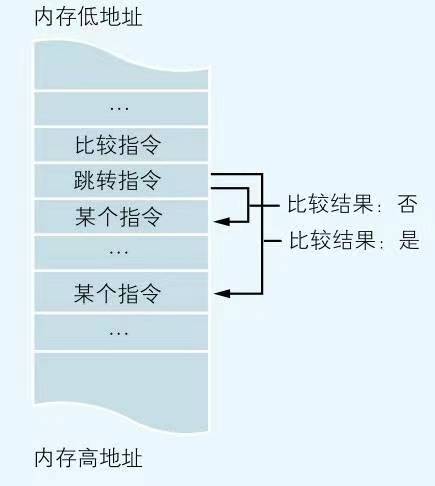 内存低地址
…
比较指令
跳转指令
某个指令
比较结果：否
比较结果：是
…
某个指令
…
内存高地址